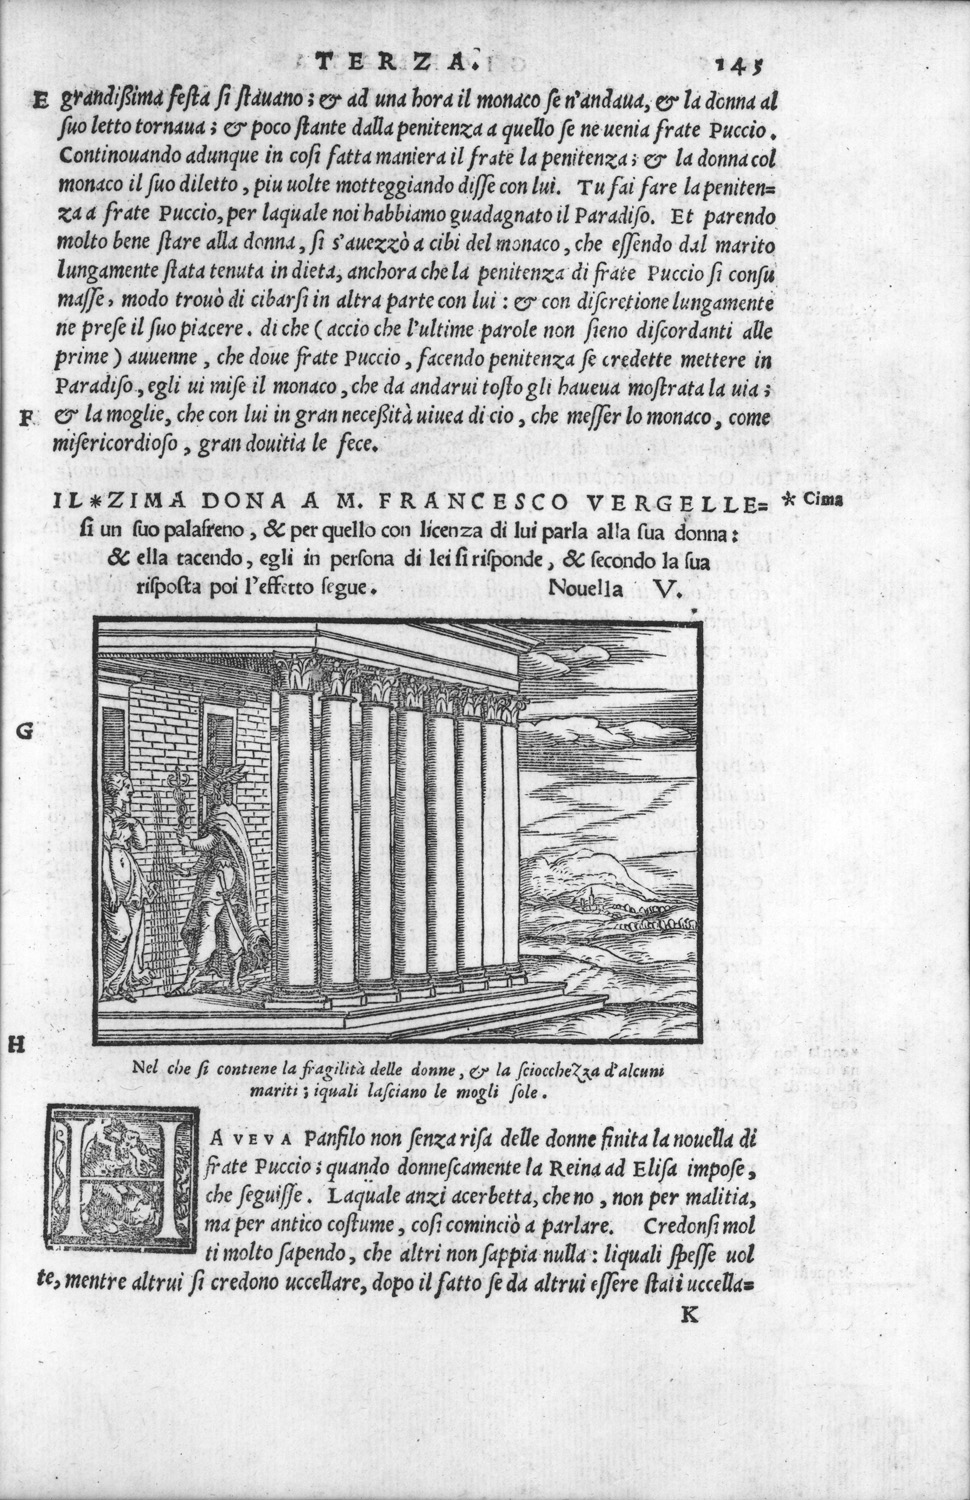 TERZA. 145
E grandißima festa si stauano; & ad una hora il monaco se n'andaua, & la donna al
suo letto tornaua; & poco stante dalla penitenza a quello se ne uenia frate Puccio.
Continouando adunque in cosi fatta maniera il frate la penitenza; & la donna col
monaco il suo diletto, piu uolte motteggiando disse con lui. Tu fai fare la peniten=
za a frate Puccio, per laquale noi habbiamo guadagnato il Paradiso. Et parendo
molto bene stare alla donna, si s'auezzò a cibi del monaco, che essendo dal marito
lungamente stata tenuta in dieta, anchora che la penitenza di frate Puccio si consu
masse, modo trouò di cibarsi in altra parte con lui: & con discretione lungamente
ne prese il suo piacere. di che (accio che l'ultime parole non sieno discordanti alle
prime) auuenne, che doue frate Puccio, facendo penitenza se credette mettere in
Paradiso, egli ui mise il monaco, che da andarui tosto gli haueua mostrata la uia;
F & la moglie, che con lui in gran neceßità uiuea di cio, che messer lo monaco, come
misericordioso, gran douitia le fece.
IL*ZIMA DONA A M. FRANCESCO VERGELLE= * Cima
si un suo palafreno, & per quello con licenza di lui parla alla sua donna:
& ella tacendo, egli in persona di lei si risponde, & secondo la sua
risposta poi l'effetto segue. Nouella V.
G
H
Nel che si contiene la fragilità delle donne, & la sciocchezza d'alcuni
mariti; iquali lasciano le mogli sole.
HAVEVA Panfilo non senza risa delle donne finita la nouella di
frate Puccio; quando donnescamente la Reina ad Elisa impose,
che seguisse. Laquale anzi acerbetta, che no, non per malitia,
ma per antico costume, cosi cominciò a parlare. Credonsi mol
ti molto sapendo, che altri non sappia nulla: liquali spesse uol
te, mentre altrui si credono uccellare, dopo il fatto se da altrui essere stati uccella=
K